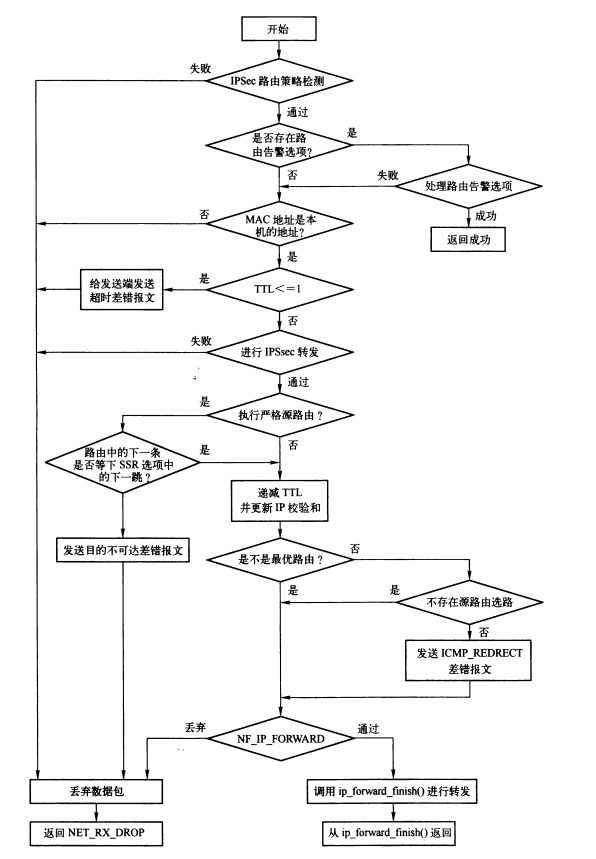 开始
失败
IPSec 路由策略检测
通过
是否存在路
由告警选项?
是
否
失败
处理路由告警选项
成功
返回成功
否
MAC 地址是本
机的地址?
是
给发送端发送
超时差错报文
是
TTL<=1
否
失败
进行 IPSsec 转发
通过
是
执行严格源路由?
否
路由中的下一条
是否等下 SSR 选项中
的下一跳?
是
递减 TTL
并更新 IP 校验和
发送目的不可达差错报文
是不是最优路由?
否
是
是
不存在源路由选路
否
发送 ICMP_REDRECT
差错报文
丢弃
NF_IP_FORWARD
通过
丢弃数据包
调用 ip_forward_finish() 进行转发
返回 NET_RX_DROP
从 ip_forward_finish() 返回